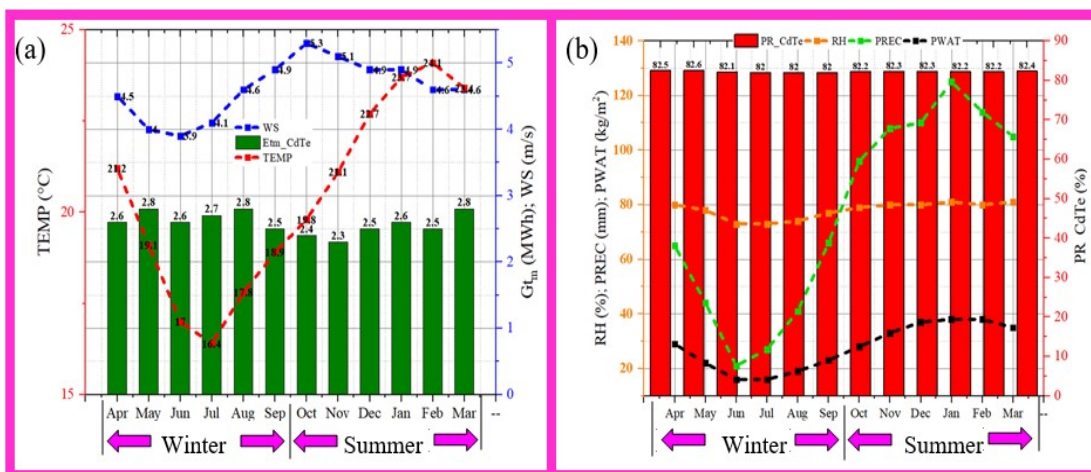 (a)
TEMP (°C)
25
20
15
4.5 4 3.9 4.1 4.6 4.9 5.3 5.1 4.9 4.9 4.6 4.6
WS
Etm_CdTe
TEMP
21.2 19.1 17 16.4 17.8 18.9 19.8 21.1 22.7 24.1
2.6 2.8 2.6 2.7 2.8 2.5 2.4 2.3 2.5 2.6 2.5 2.8
Gtm (MWh); WS (m/s)
5
4
3
2
1
0
Apr May Jun Jul Aug Sep Oct Nov Dec Jan Feb Mar --
Winter Summer
(b)
PR_CdTe RH PREC PWAT
RH (%); PREC (mm); PWAT (kg/m²)
140
120
100
80
60
40
20
82.5 82.6 82.1 82 82 82 82.2 82.3 82.3 82.2 82.2 82.4
PR_CdTe (%)
90
80
70
60
50
40
30
20
10
0
Apr May Jun Jul Aug Sep Oct Nov Dec Jan Feb Mar --
Winter Summer